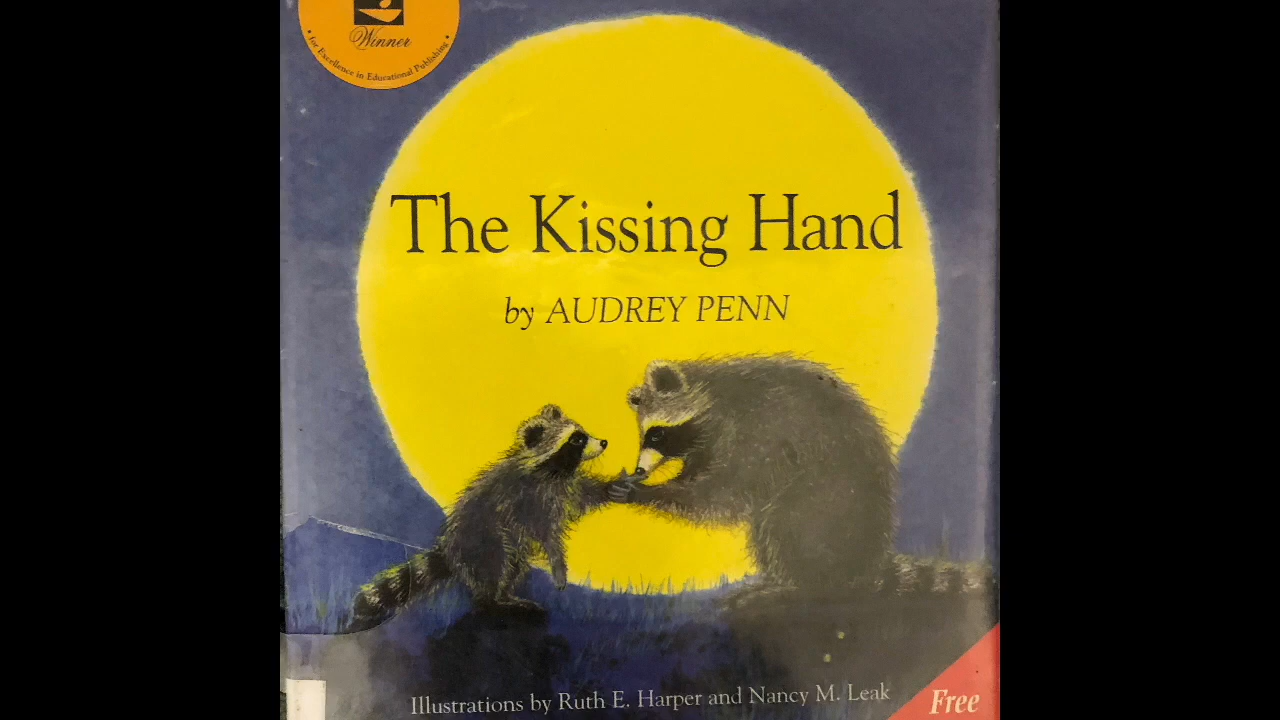 Winner
• for Excellence in Educational Publishing •
The Kissing Hand
by AUDREY PENN
Illustrations by Ruth E. Harper and Nancy M. Leak
Free